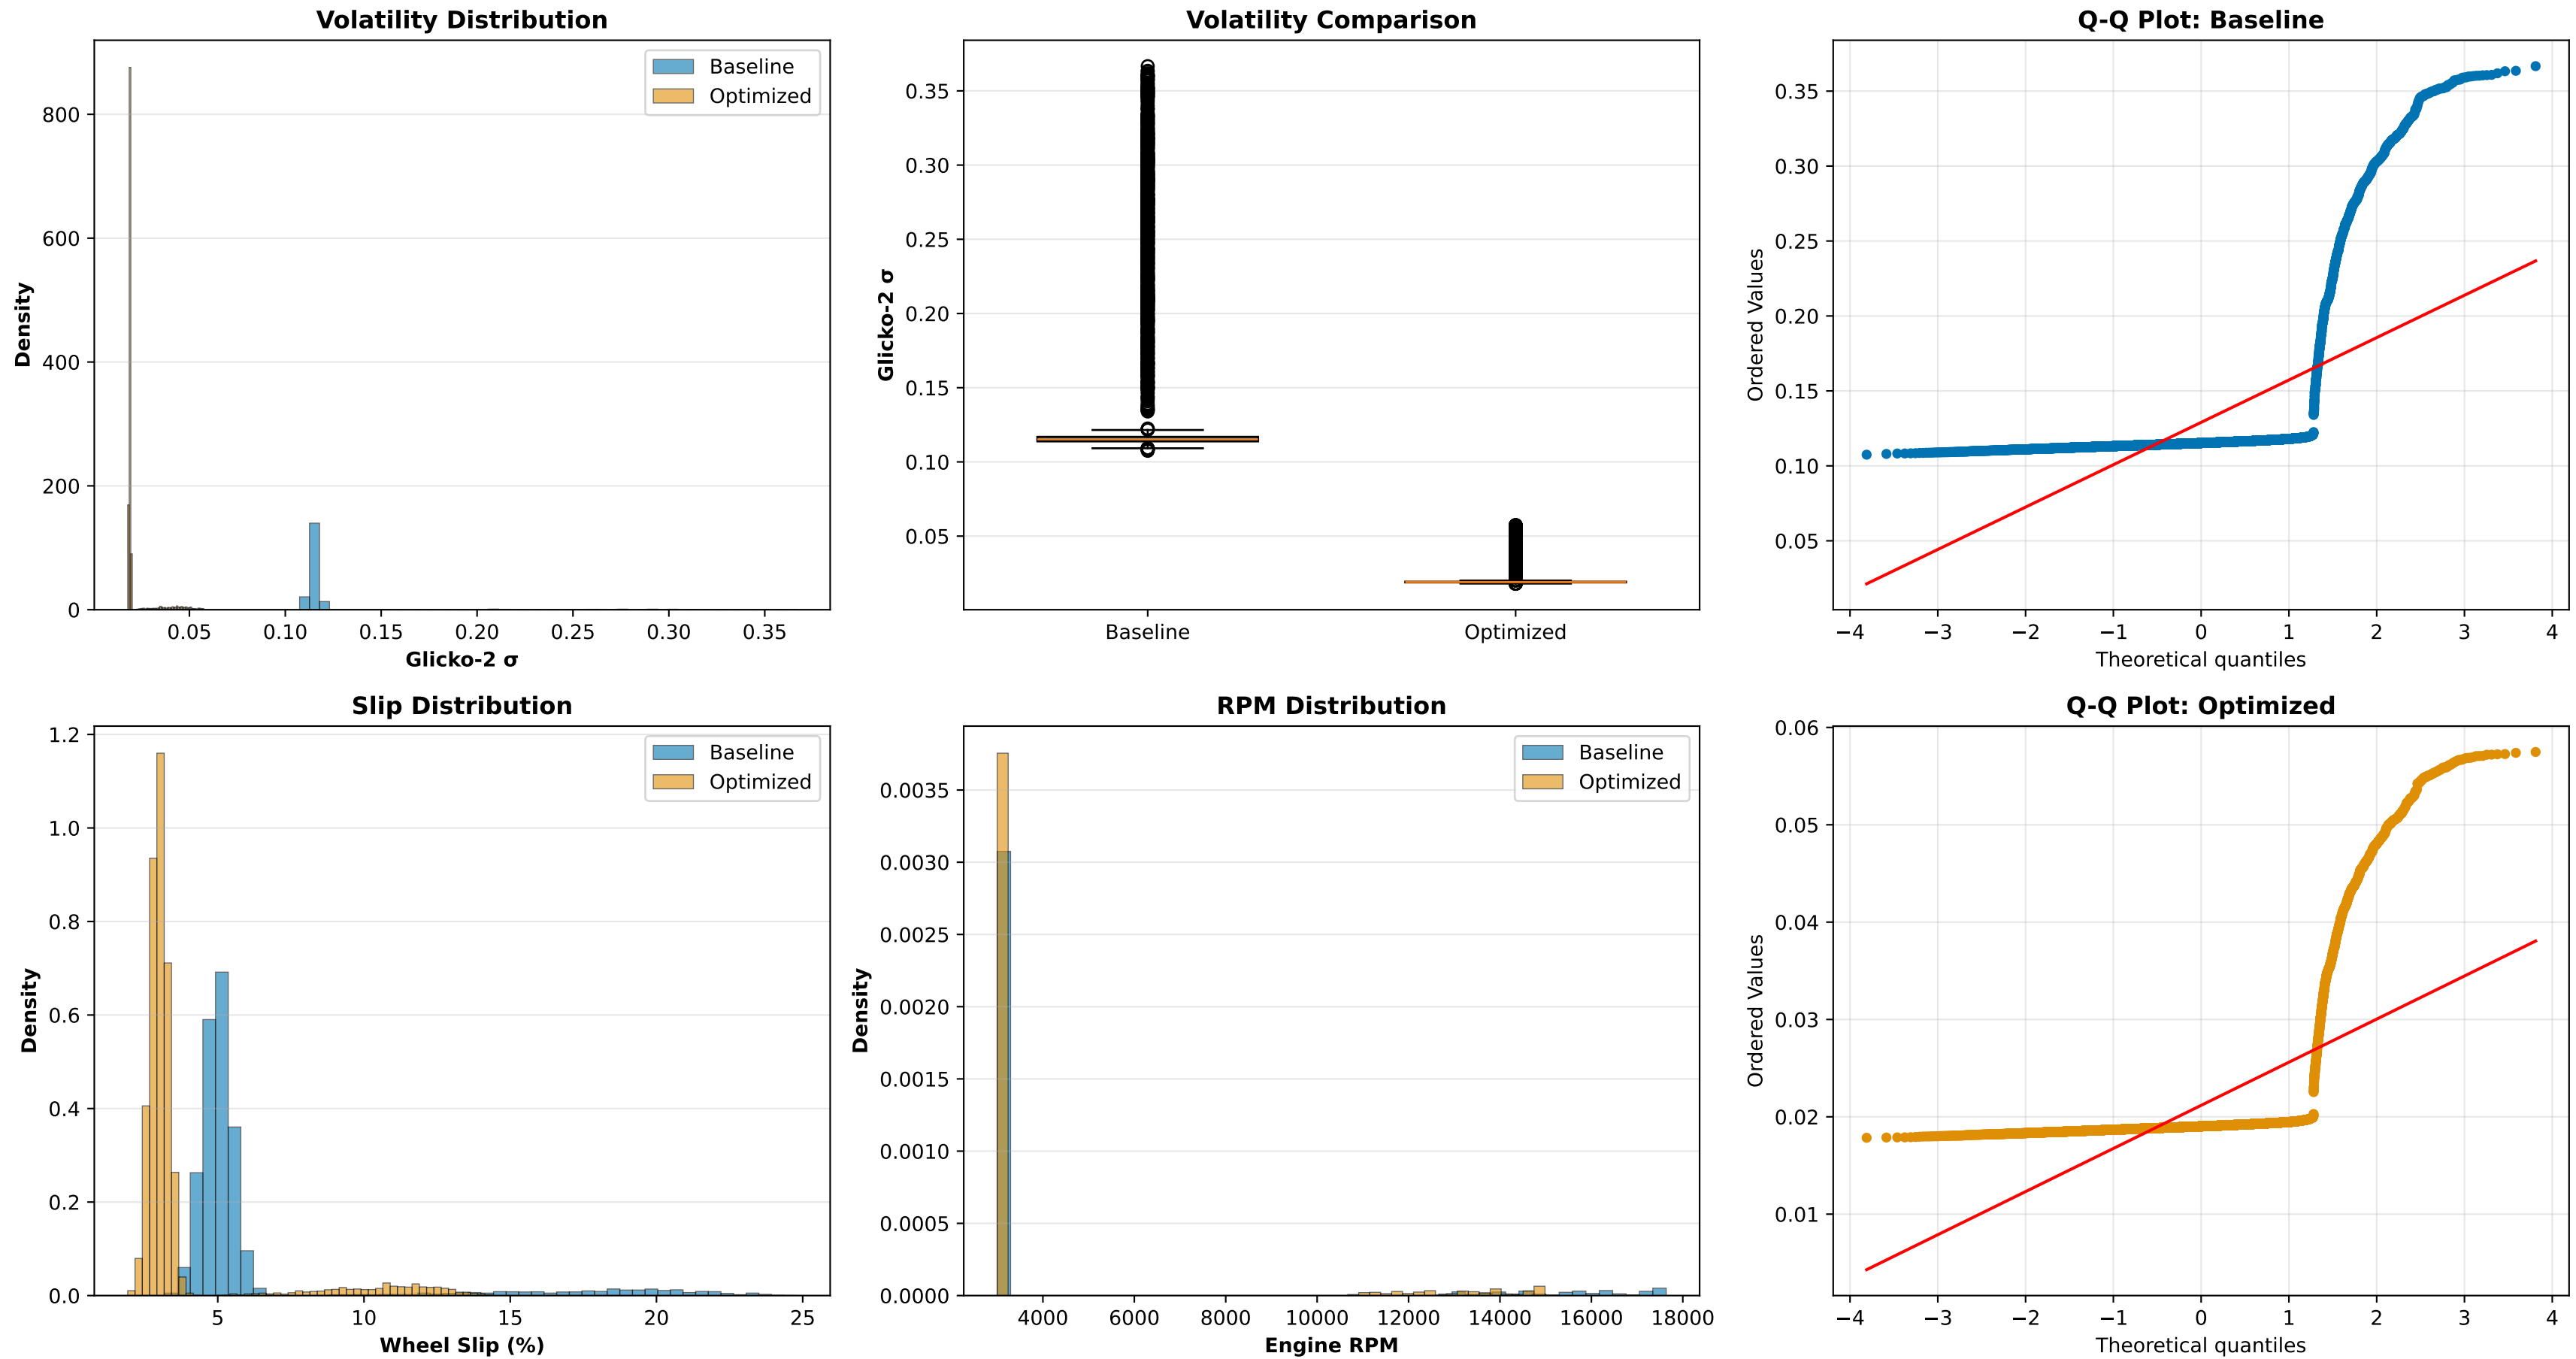 Volatility Distribution
Density
800
600
400
200
0
Baseline
Optimized
0.05 0.10 0.15 0.20 0.25 0.30 0.35
Glicko-2 σ
Volatility Comparison
Glicko-2 σ
0.35
0.30
0.25
0.20
0.15
0.10
0.05
Baseline Optimized
Q-Q Plot: Baseline
Ordered Values
0.35
0.30
0.25
0.20
0.15
0.10
0.05
−4 −3 −2 −1 0 1 2 3 4
Theoretical quantiles
Slip Distribution
Density
1.2
1.0
0.8
0.6
0.4
0.2
0.0
Baseline
Optimized
5 10 15 20 25
Wheel Slip (%)
RPM Distribution
Density
0.0035
0.0030
0.0025
0.0020
0.0015
0.0010
0.0005
0.0000
Baseline
Optimized
4000 6000 8000 10000 12000 14000 16000 18000
Engine RPM
Q-Q Plot: Optimized
Ordered Values
0.06
0.05
0.04
0.03
0.02
0.01
−4 −3 −2 −1 0 1 2 3 4
Theoretical quantiles